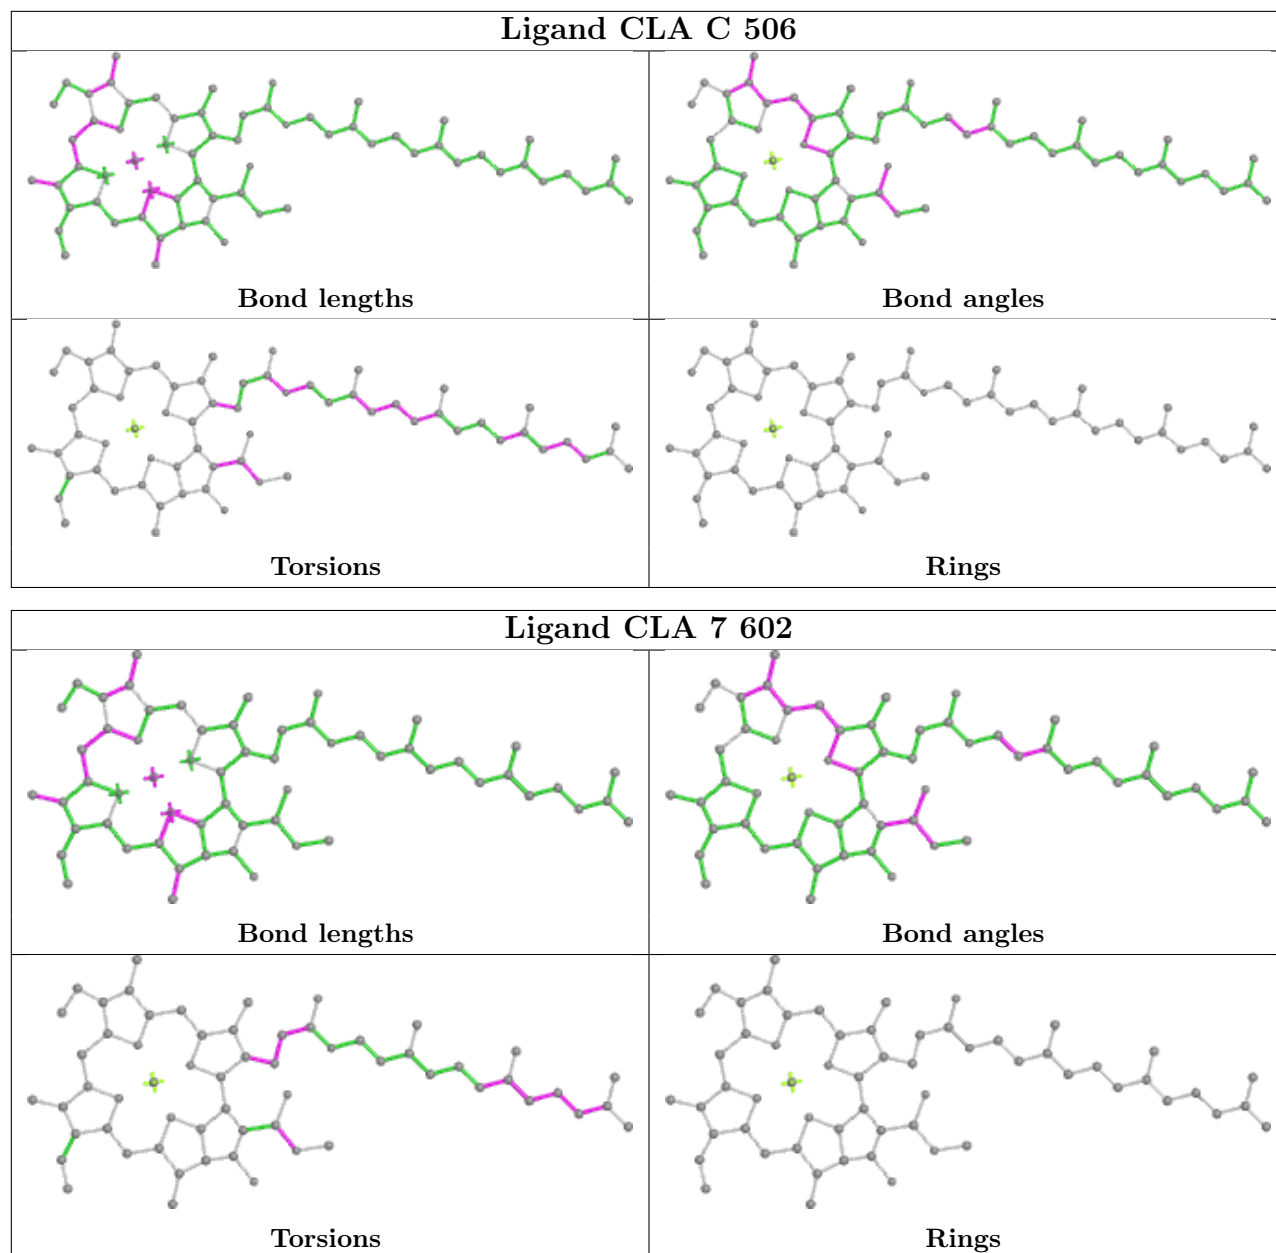 Ligand CLA C 506
Bond lengths
Bond angles
Torsions
Rings
Ligand CLA 7 602
Bond lengths
Bond angles
Torsions
Rings